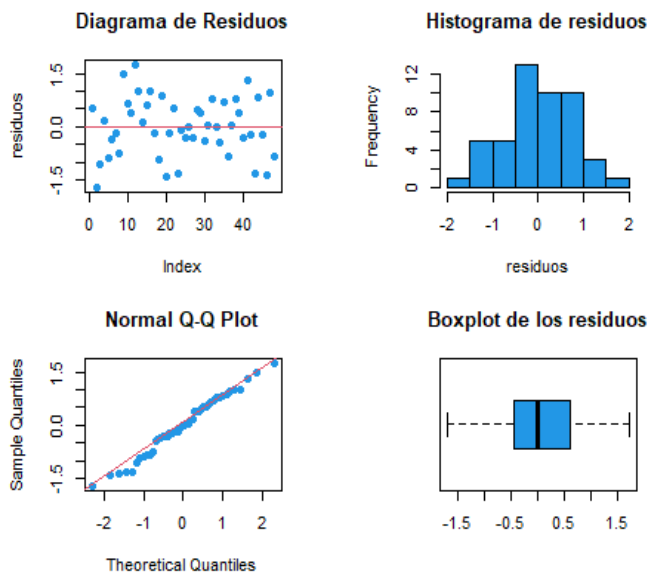 Diagrama de Residuos
residuos
-1.5 0.0 1.5
0 10 20 30 40
Index
Histograma de residuos
Frequency
0 4 8 12
-2 -1 0 1 2
residuos
Normal Q-Q Plot
Sample Quantiles
-1.5 0.0 1.5
-2 -1 0 1 2
Theoretical Quantiles
Boxplot de los residuos
-1.5 -0.5 0.5 1.5